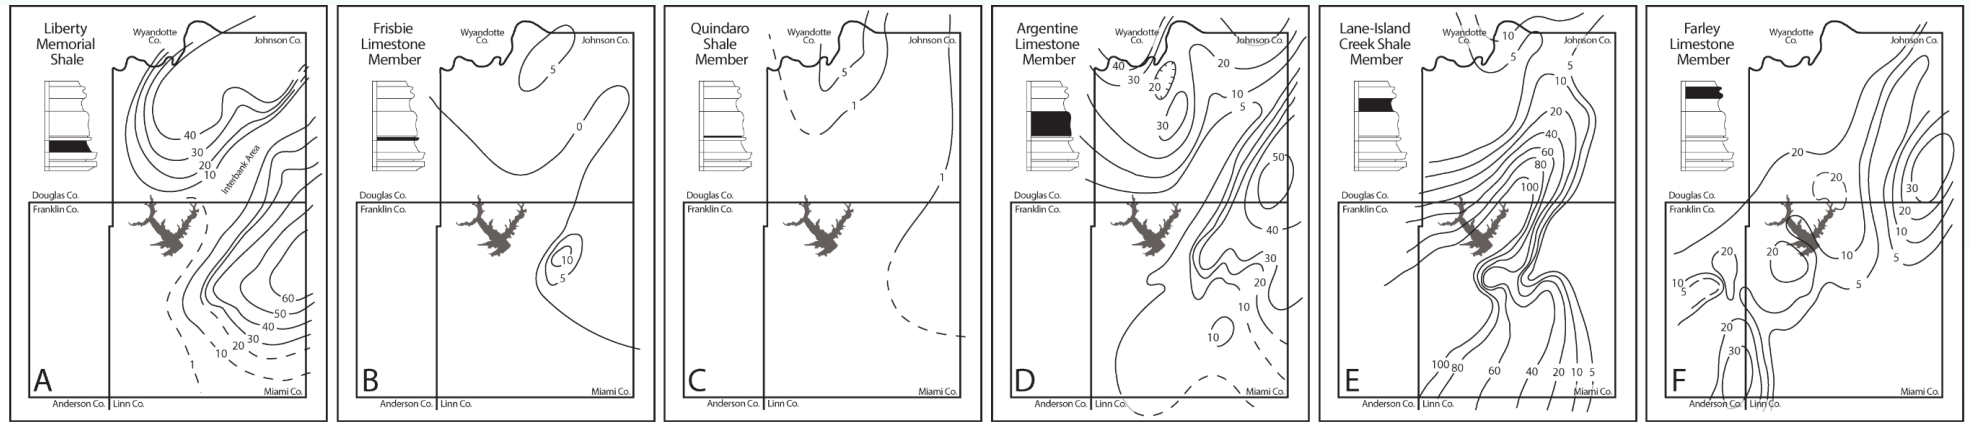 Liberty
Memorial
Shale
Wyandotte
Co.
Johnson Co.
40
30
20
10
Interbank Area
Douglas Co.
Franklin Co.
60
50
40
30
20
10
1
A
Miami Co.
Anderson Co. Linn Co.
Frisbie
Limestone
Member
Wyandotte
Co.
Johnson Co.
5
0
Douglas Co.
Franklin Co.
10
5
B
Miami Co.
Anderson Co. Linn Co.
Quindaro
Shale
Member
Wyandotte
Co.
Johnson Co.
5
1
1
Douglas Co.
Franklin Co.
C
Miami Co.
Anderson Co. Linn Co.
Argentine
Limestone
Member
Wyandotte
Co.
Johnson Co.
40
30
20
20
10
5
30
50
Douglas Co.
Franklin Co.
40
30
20
10
10
D
Miami Co.
Anderson Co. Linn Co.
Lane-Island
Creek Shale
Member
Wyandotte
Co.
10
5
Johnson Co.
5
10
20
40
60
80
100
Douglas Co.
Franklin Co.
100 80 60 40 20 10 5
E
Miami Co.
Anderson Co. Linn Co.
Farley
Limestone
Member
Wyandotte
Co.
Johnson Co.
20
20
30
Douglas Co.
Franklin Co.
20
10
5
20
20
10
5
10
5
20
30
F
Miami Co.
Anderson Co. Linn Co.